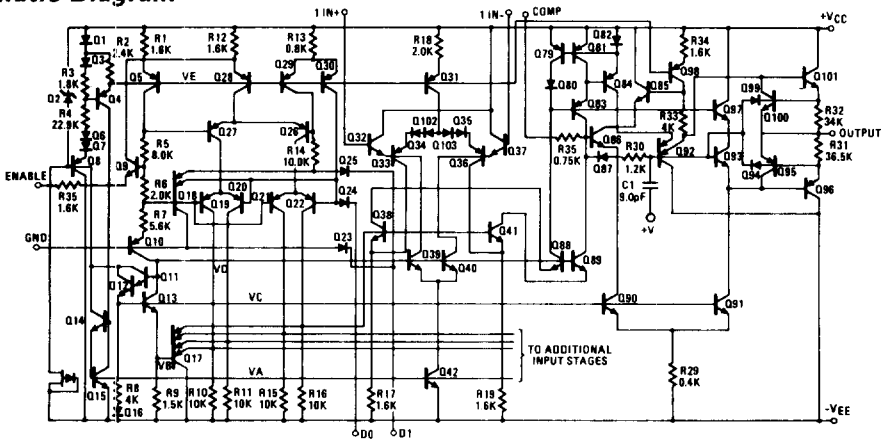 1 IN+
1 IN-
COMP
+VCC
Q1
R2
2.4K
R1
1.6K
R12
1.6K
R13
0.8K
R18
2.0K
Q82
Q79
Q81
R34
1.6K
Q3
R3
1.8K
Q2
Q4
Q5
VE
Q28
Q29
Q30
Q31
Q80
Q84
Q98
Q85
Q101
R4
22.9K
Q83
Q99
Q97
Q100
R32
34K
Q6
Q7
Q27
Q26
Q32
Q102
Q35
Q34
Q103
Q33
Q36
Q37
R33
4K
Q86
OUTPUT
Q8
Q9
R5
8.0K
R14
10.0K
Q25
R35
0.75K
Q87
R30
1.2K
Q92
Q93
Q94
Q95
R31
36.5K
ENABLE
R35
1.6K
R6
2.0K
Q18
Q20
Q19
Q21
Q22
Q24
C1
9.0pF
+V
Q96
R7
5.6K
Q38
Q41
GND
Q10
Q23
Q39
Q40
Q88
Q89
Q11
Q12
VD
Q13
VC
Q90
Q91
Q14
Q17
VB
TO ADDITIONAL
INPUT STAGES
VA
Q42
Q15
R8
4K
Q16
R9
1.5K
R10
10K
R11
10K
R15
10K
R16
10K
R17
1.6K
R19
1.6K
R29
0.4K
-VEE
D0
D1